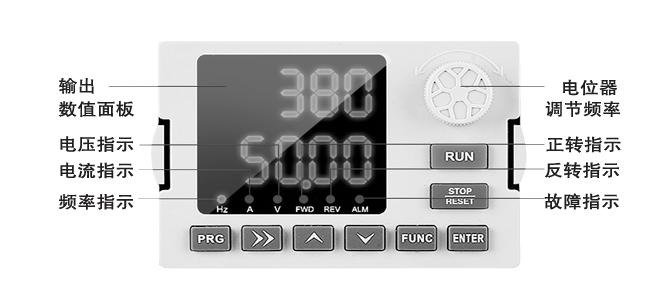 输出
数值面板
电压指示
电流指示
频率指示
380
50.00
Hz A V FWD REV ALM
PRG FUNC ENTER
RUN
STOP
RESET
电位器
调节频率
正转指示
反转指示
故障指示